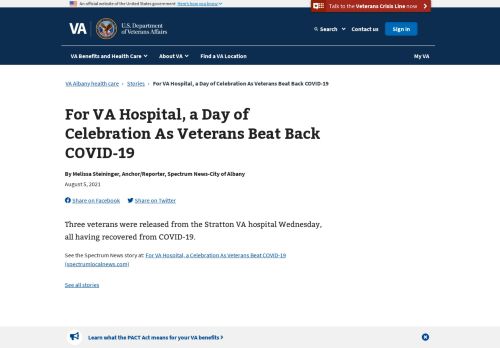 An official website of the United States government Here's how you know
Talk to the Veterans Crisis Line now
VA
U.S. Department
of Veterans Affairs
Search
Contact us
Sign in
VA Benefits and Health Care
About VA
Find a VA Location
My VA
VA Albany health care › Stories › For VA Hospital, a Day of Celebration As Veterans Beat Back COVID-19
For VA Hospital, a Day of
Celebration As Veterans Beat Back
COVID-19
By Melissa Steininger, Anchor/Reporter, Spectrum News-City of Albany
August 5, 2021
Share on Facebook
Share on Twitter
Three veterans were released from the Stratton VA hospital Wednesday,
all having recovered from COVID-19.
See the Spectrum News story at: For VA Hospital, a Celebration As Veterans Beat COVID-19
(spectrumlocalnews.com)
See all stories
Learn what the PACT Act means for your VA benefits